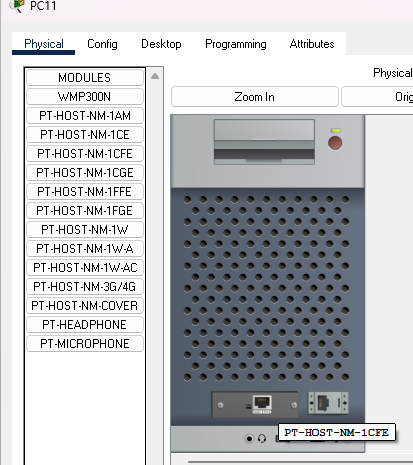 PC11
Physical Config Desktop Programming Attributes
MODULES
WMP300N
PT-HOST-NM-1AM
PT-HOST-NM-1CE
PT-HOST-NM-1CFE
PT-HOST-NM-1CGE
PT-HOST-NM-1FFE
PT-HOST-NM-1FGE
PT-HOST-NM-1W
PT-HOST-NM-1W-A
PT-HOST-NM-1W-AC
PT-HOST-NM-3G/4G
PT-HOST-NM-COVER
PT-HEADPHONE
PT-MICROPHONE
Physical
Zoom In Orig
PT-HOST-NM-1CFE